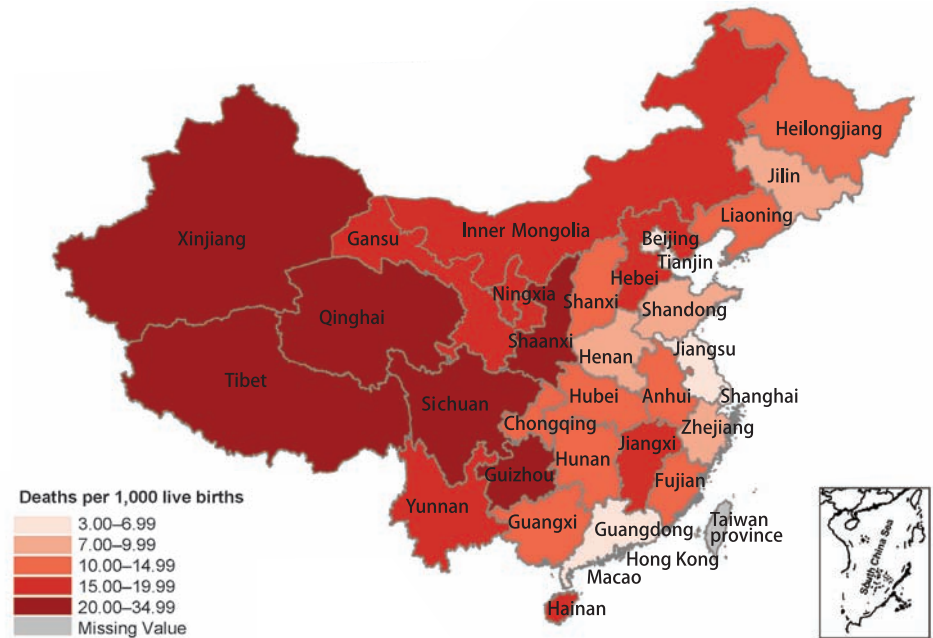 Heilongjiang
Jilin
Liaoning
Inner Mongolia
Xinjiang
Gansu
Beijing
Tianjin
Hebei
Ningxia
Shanxi
Shandong
Qinghai
Shaanxi
Henan
Jiangsu
Tibet
Sichuan
Hubei
Anhui
Shanghai
Chongqing
Zhejiang
Jiangxi
Hunan
Guizhou
Fujian
Yunnan
Guangxi
Guangdong
Taiwan
province
Hong Kong
Macao
Hainan
Deaths per 1,000 live births
3.00–6.99
7.00–9.99
10.00–14.99
15.00–19.99
20.00–34.99
Missing Value
South China Sea